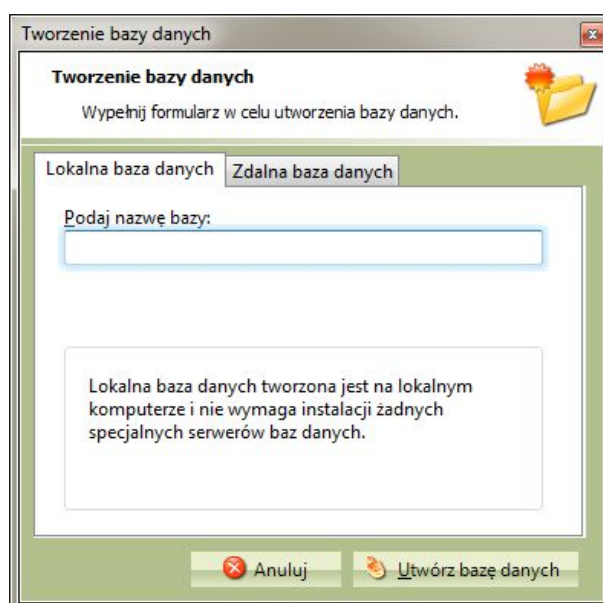 Tworzenie bazy danych
Tworzenie bazy danych
Wypełnij formularz w celu utworzenia bazy danych.
Lokalna baza danych Zdalna baza danych
Podaj nazwę bazy:
Lokalna baza danych tworzona jest na lokalnym
komputerze i nie wymaga instalacji żadnych
specjalnych serwerów baz danych.
Anuluj Utwórz bazę danych